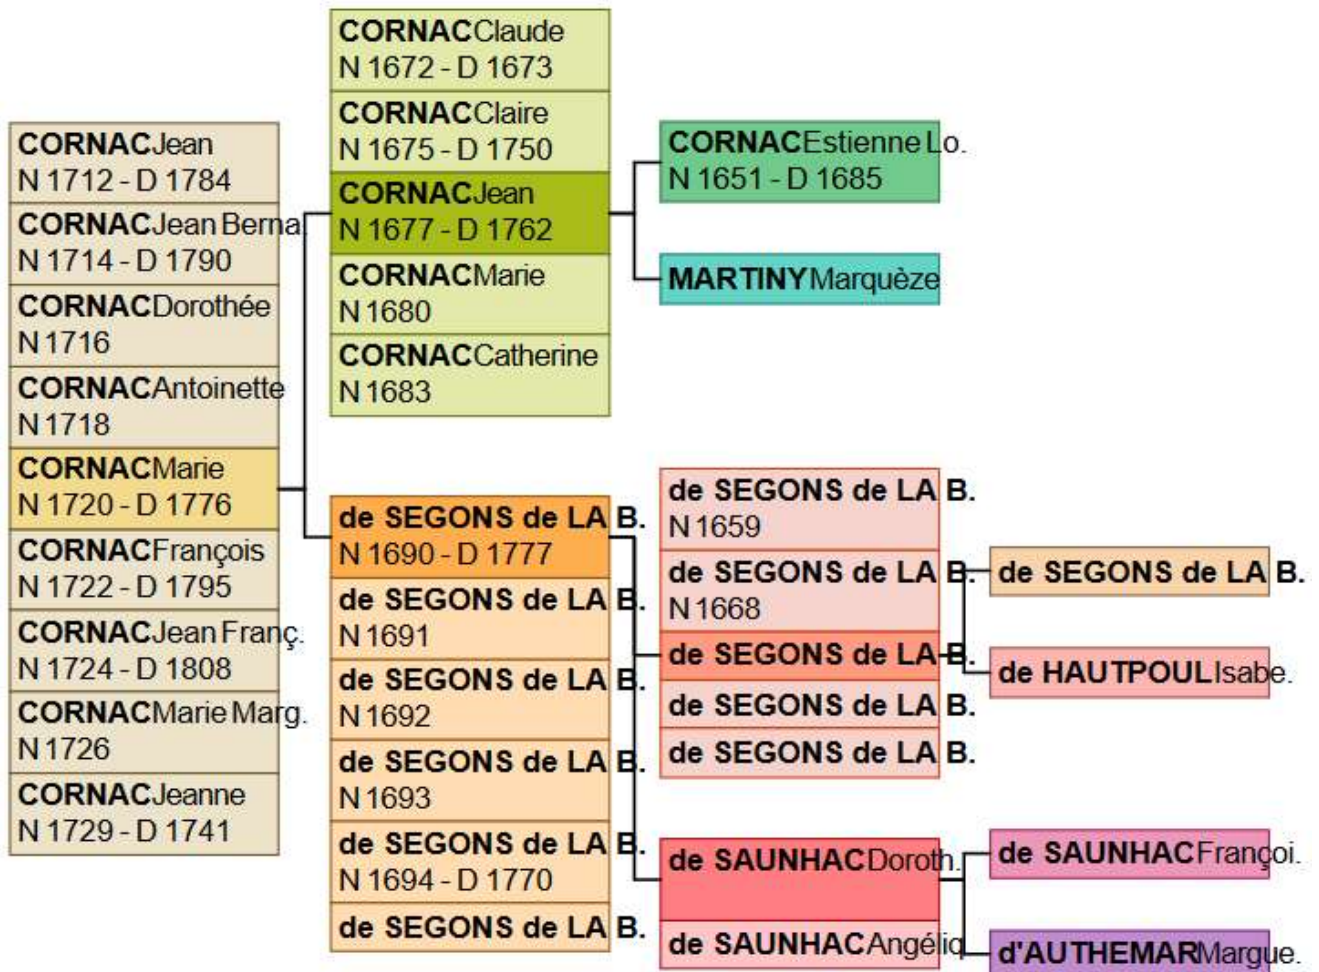 CORNAC Jean
N 1712 - D 1784
CORNAC Jean Berna.
N 1714 - D 1790
CORNAC Dorothée
N 1716
CORNAC Antoinette
N 1718
CORNAC Marie
N 1720 - D 1776
CORNAC François
N 1722 - D 1795
CORNAC Jean Franç.
N 1724 - D 1808
CORNAC Marie Marg.
N 1726
CORNAC Jeanne
N 1729 - D 1741
CORNAC Claude
N 1672 - D 1673
CORNAC Claire
N 1675 - D 1750
CORNAC Jean
N 1677 - D 1762
CORNAC Marie
N 1680
CORNAC Catherine
N 1683
de SEGONS de LA B.
N 1690 - D 1777
de SEGONS de LA B.
N 1691
de SEGONS de LA B.
N 1692
de SEGONS de LA B.
N 1693
de SEGONS de LA B.
N 1694 - D 1770
de SEGONS de LA B.
CORNAC Estienne Lo.
N 1651 - D 1685
MARTINY Marquèze
de SEGONS de LA B.
N 1659
de SEGONS de LA B.
N 1668
de SEGONS de LA B.
de SEGONS de LA B.
de SEGONS de LA B.
de SAUNHAC Doroth.
de SAUNHAC Angéliq
de SEGONS de LA B.
de HAUTPOUL Isabe.
de SAUNHAC Françoi.
d'AUTHEMAR Margue.